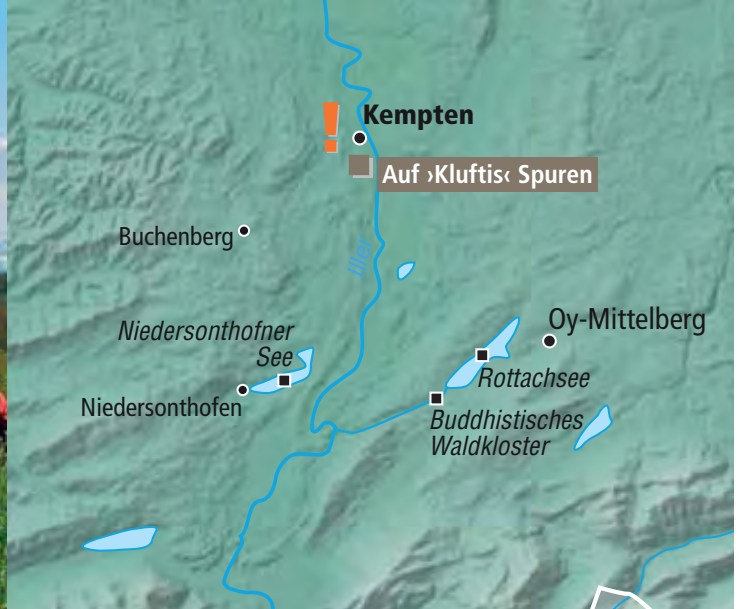 !
Kempten
Auf ›Kluftis‹ Spuren
Buchenberg
Iller
Niedersonthofner
See
Oy-Mittelberg
Niedersonthofen
Rottachsee
Buddhistisches
Waldkloster